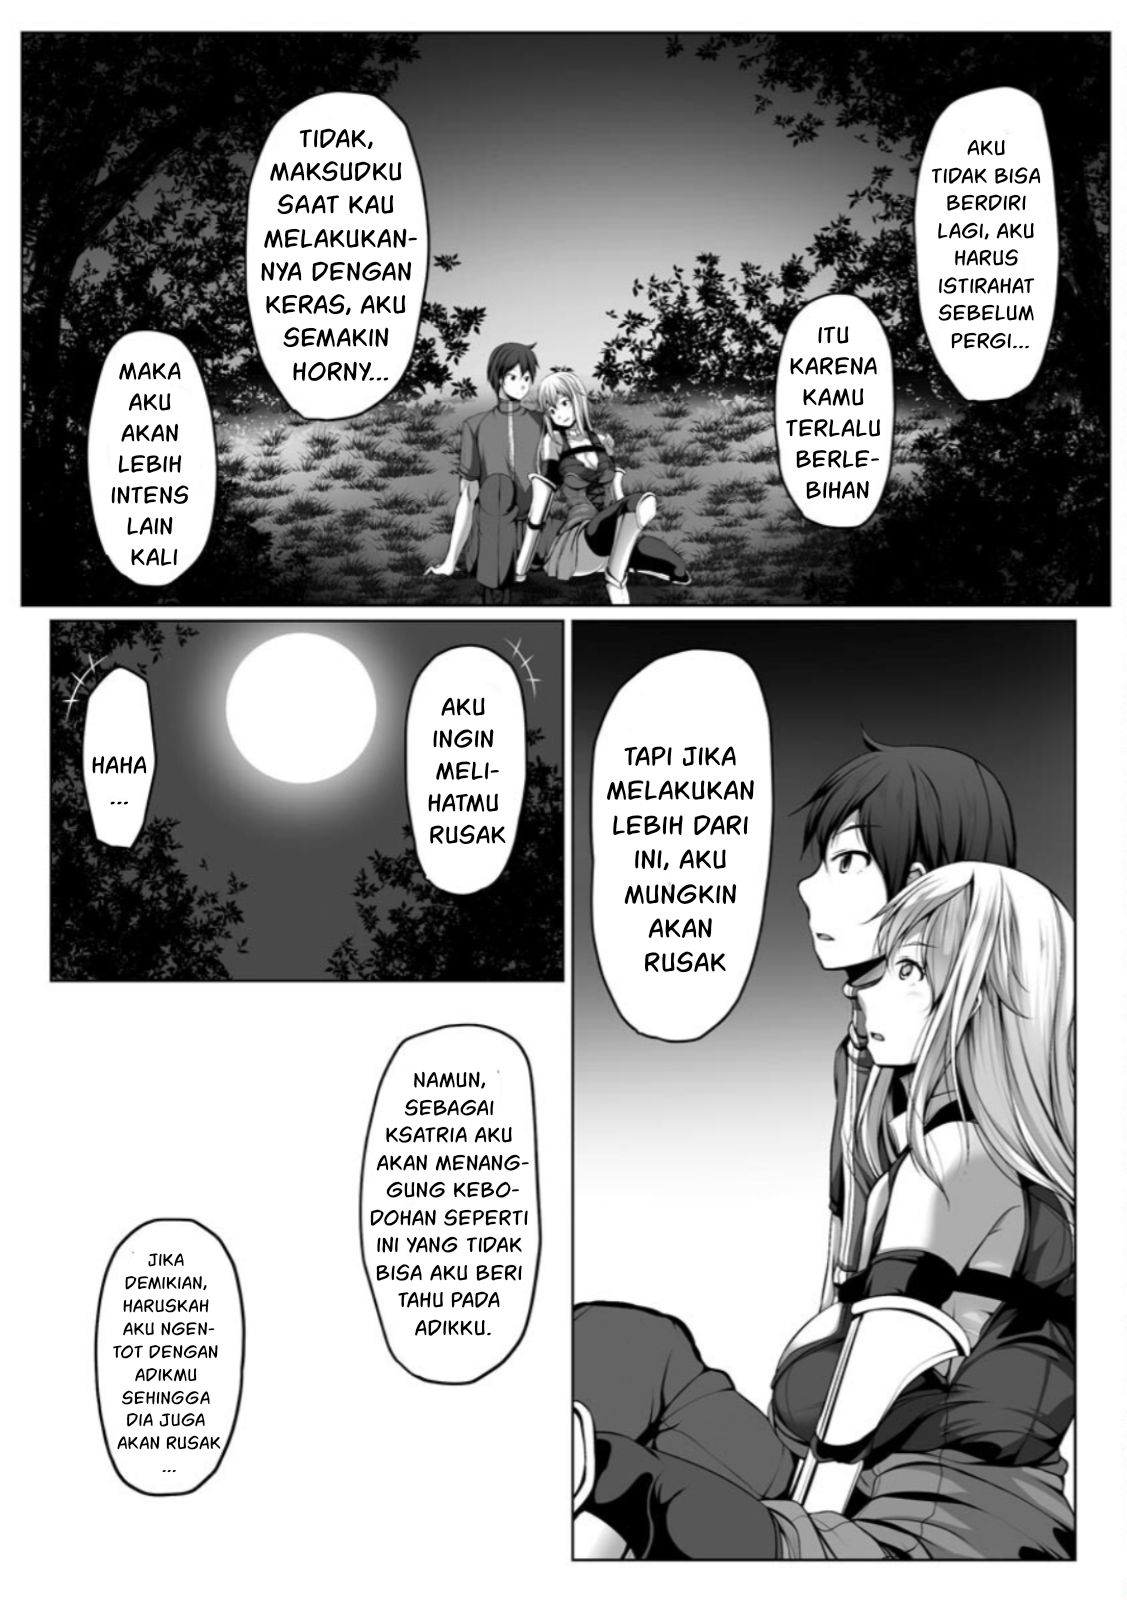 AKU
TIDAK BISA
BERDIRI
LAGI, AKU
HARUS
ISTIRAHAT
SEBELUM
PERGI...
ITU
KARENA
KAMU
TERLALU
BERLE-
BIHAN
TIDAK,
MAKSUDKU
SAAT KAU
MELAKUKAN-
NYA DENGAN
KERAS, AKU
SEMAKIN
HORNY...
MAKA
AKU
AKAN
LEBIH
INTENS
LAIN
KALI
TAPI JIKA
MELAKUKAN
LEBIH DARI
INI, AKU
MUNGKIN
AKAN
RUSAK
AKU
INGIN
MELI-
HATMU
RUSAK
HAHA
...
NAMUN,
SEBAGAI
KSATRIA AKU
AKAN MENANG-
GUNG KEBO-
DOHAN SEPERTI
INI YANG TIDAK
BISA AKU BERI
TAHU PADA
ADIKKU.
JIKA
DEMIKIAN,
HARUSKAH
AKU NGEN-
TOT DENGAN
ADIKMU
SEHINGGA
DIA JUGA
AKAN RUSAK
...